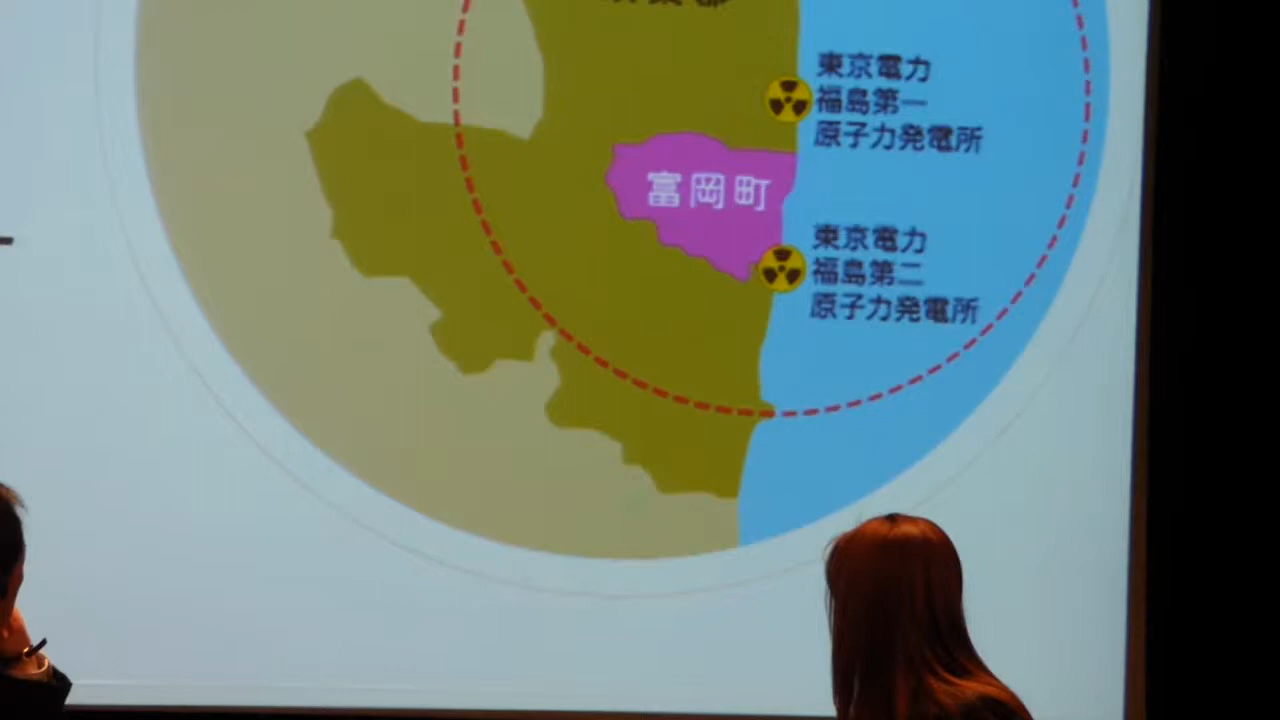 東京電力
福島第一
原子力発電所
富岡町
東京電力
福島第二
原子力発電所